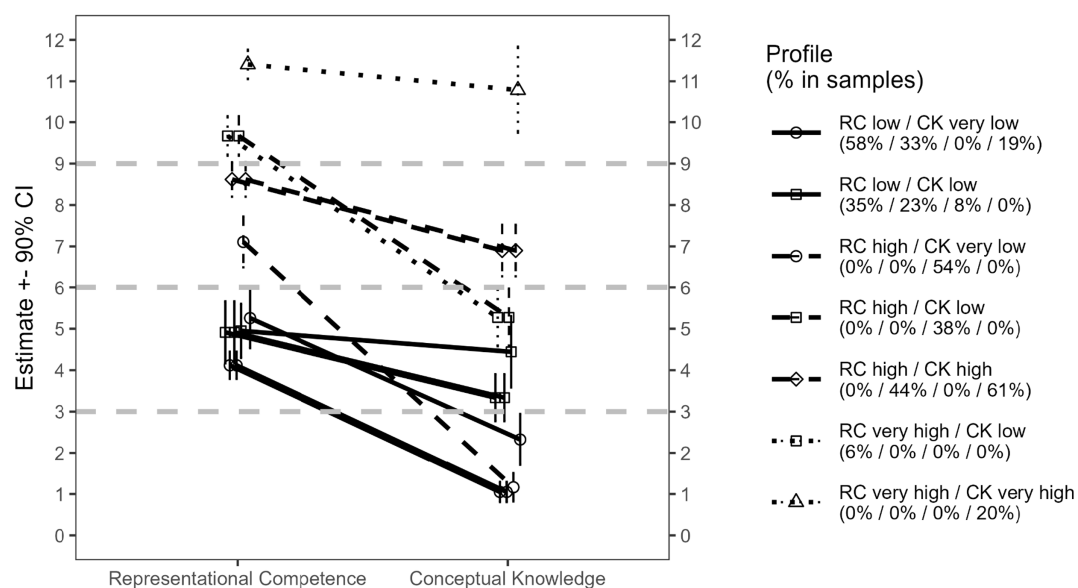 Estimate +- 90% CI
12
11
10
9
8
7
6
5
4
3
2
1
0
12
11
10
9
8
7
6
5
4
3
2
1
0
Representational Competence
Conceptual Knowledge
Profile
(% in samples)
RC low / CK very low
(58% / 33% / 0% / 19%)
RC low / CK low
(35% / 23% / 8% / 0%)
RC high / CK very low
(0% / 0% / 54% / 0%)
RC high / CK low
(0% / 0% / 38% / 0%)
RC high / CK high
(0% / 44% / 0% / 61%)
RC very high / CK low
(6% / 0% / 0% / 0%)
RC very high / CK very high
(0% / 0% / 0% / 20%)